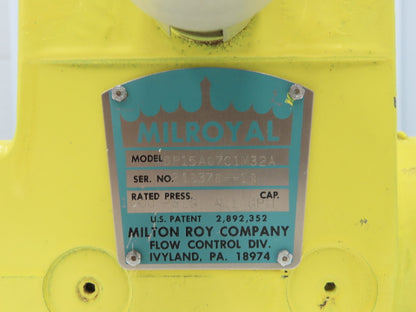 MILROYAL
MODEL
SER. NO.
RATED PRESS. CAP.
U.S. PATENT 2,892,352
MILTON ROY COMPANY
FLOW CONTROL DIV.
IVYLAND, PA. 18974